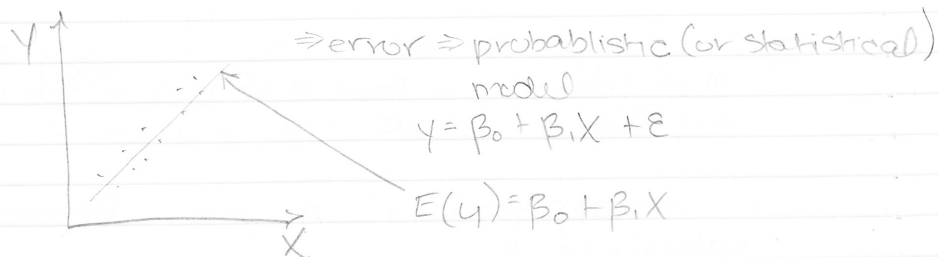 Y
⇒ error ⇒ probablistic (or statistical)
model
y = β₀ + β₁X + ε
E(y) = β₀ + β₁X
X